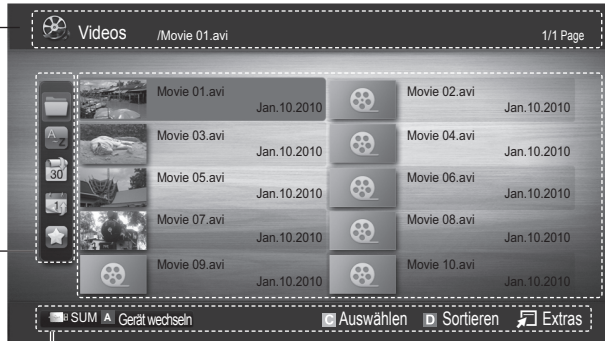 Videos /Movie 01.avi 1/1 Page
Movie 01.avi Movie 02.avi
Jan.10.2010
A Z Movie 03.avi Movie 04.avi
Jan.10.2010 Jan.10.2010
30 Movie 05.avi Movie 06.avi
Jan.10.2010 Jan.10.2010
1 Movie 07.avi Movie 08.avi
Jan.10.2010 Jan.10.2010
Movie 09.avi Movie 10.avi
Jan.10.2010 Jan.10.2010
SUM A Gerät wechseln C Auswählen D Sortieren Extras